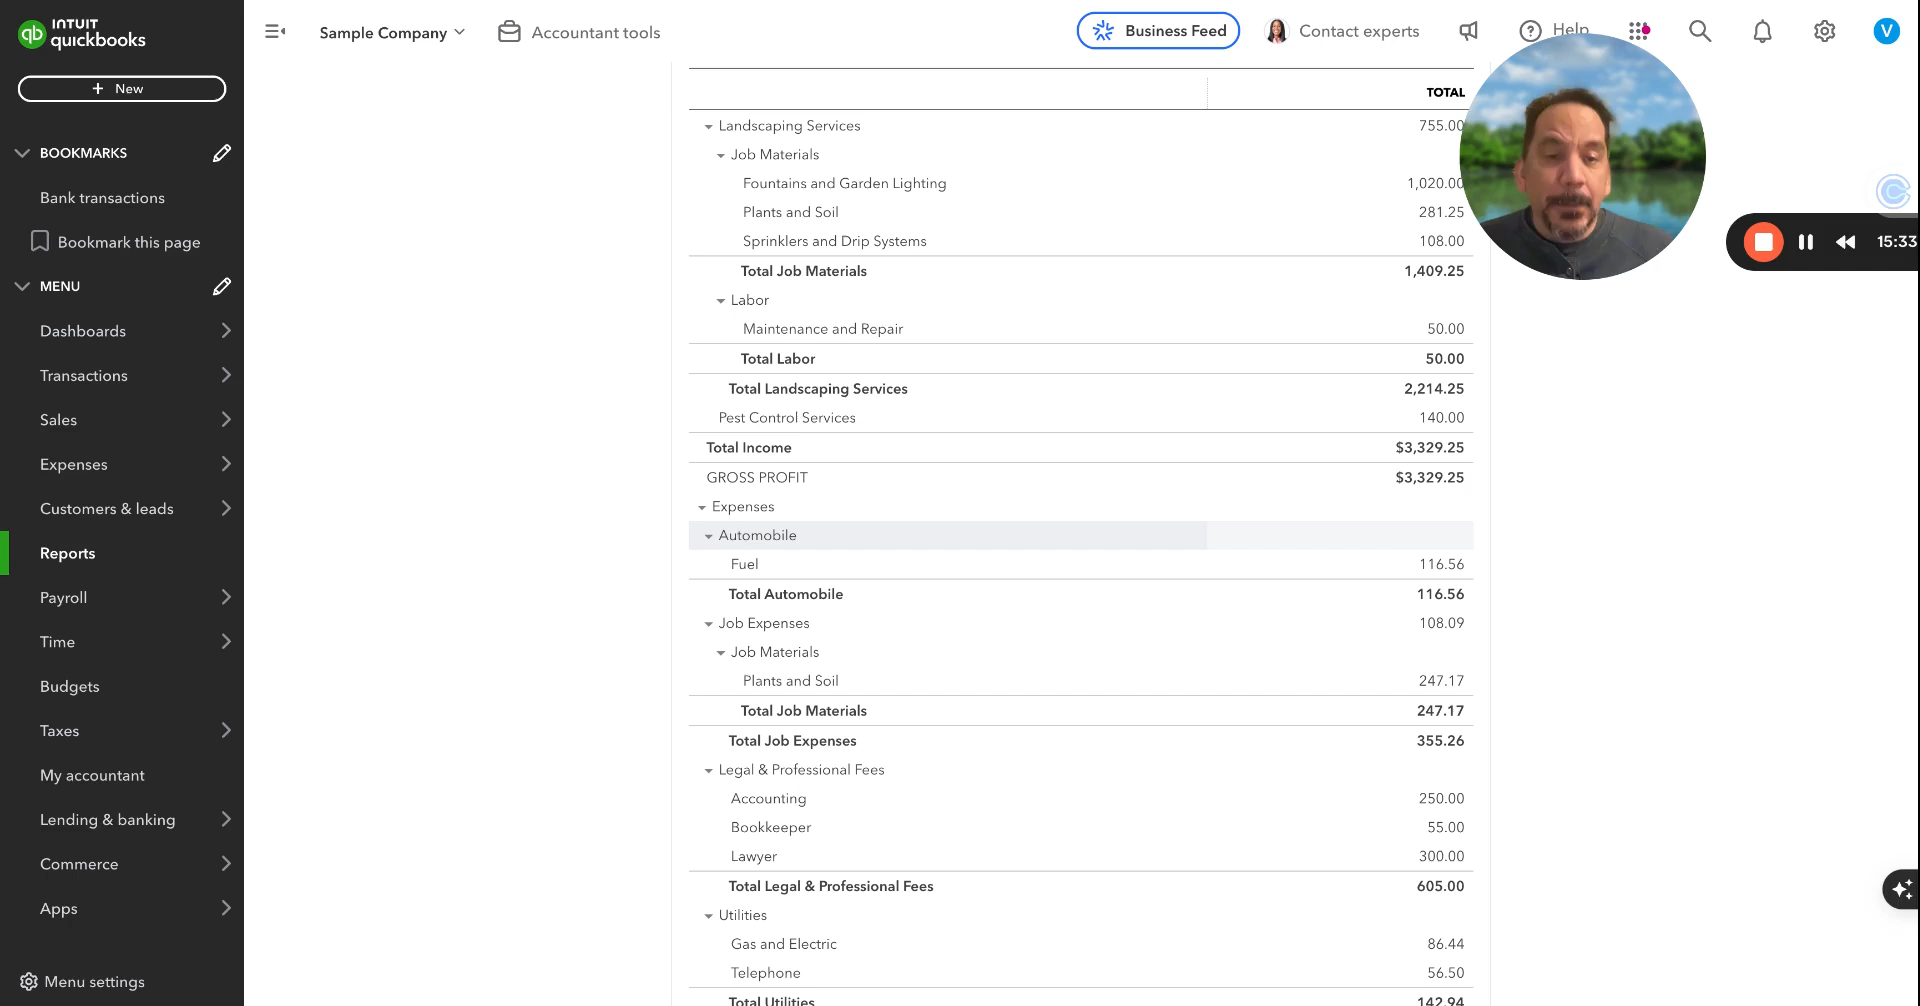 INTUIT
qb quickbooks
Sample Company
Accountant tools
Business Feed
Contact experts
Help
V
+ New
BOOKMARKS
Bank transactions
Bookmark this page
MENU
Dashboards
Transactions
Sales
Expenses
Customers & leads
Reports
Payroll
Time
Budgets
Taxes
My accountant
Lending & banking
Commerce
Apps
Menu settings
TOTAL
Landscaping Services 755.00
Job Materials
Fountains and Garden Lighting 1,020.00
Plants and Soil 281.25
Sprinklers and Drip Systems 108.00
Total Job Materials 1,409.25
Labor
Maintenance and Repair 50.00
Total Labor 50.00
Total Landscaping Services 2,214.25
Pest Control Services 140.00
Total Income $3,329.25
GROSS PROFIT $3,329.25
Expenses
Automobile
Fuel 116.56
Total Automobile 116.56
Job Expenses 108.09
Job Materials
Plants and Soil 247.17
Total Job Materials 247.17
Total Job Expenses 355.26
Legal & Professional Fees
Accounting 250.00
Bookkeeper 55.00
Lawyer 300.00
Total Legal & Professional Fees 605.00
Utilities
Gas and Electric 86.44
Telephone 56.50
Total Utilities 142.94
15:33